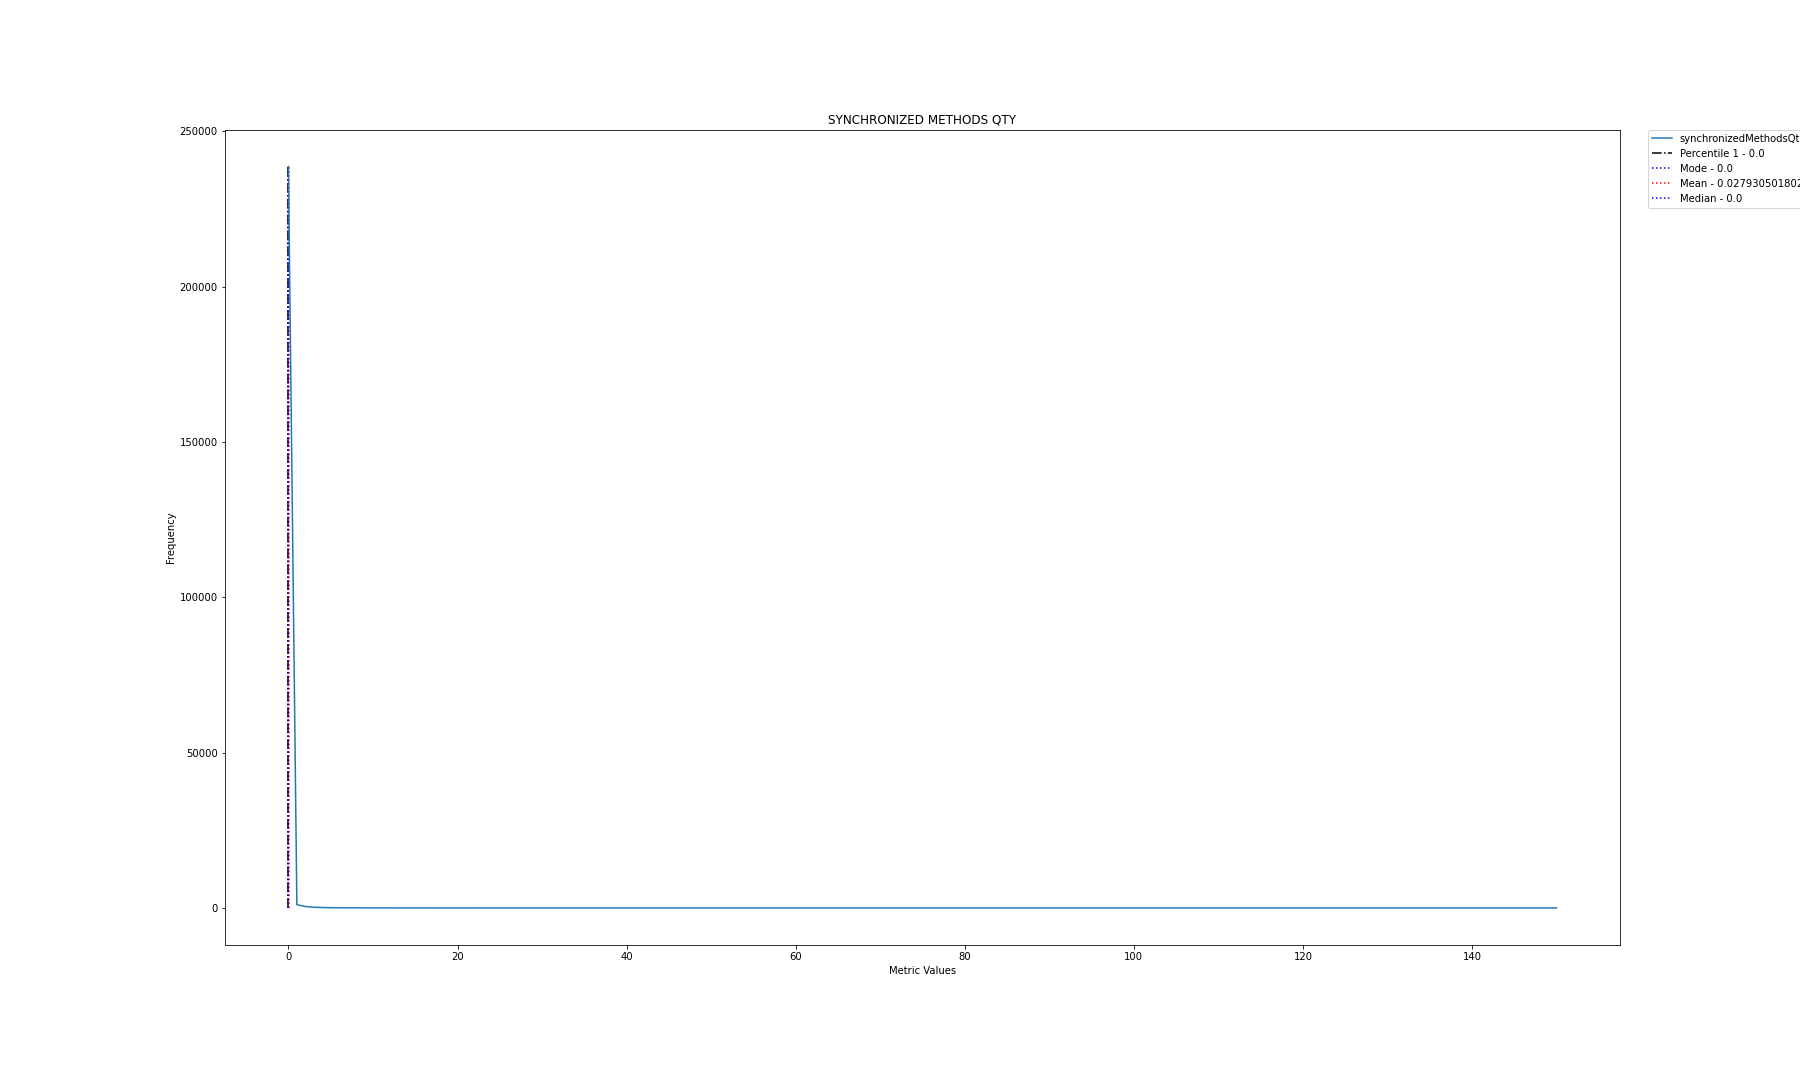 SYNCHRONIZED METHODS QTY
250000
200000
150000
100000
50000
0
Frequency
0 20 40 60 80 100 120 140
Metric Values
synchronizedMethodsQt
Percentile 1 - 0.0
Mode - 0.0
Mean - 0.027930501802
Median - 0.0